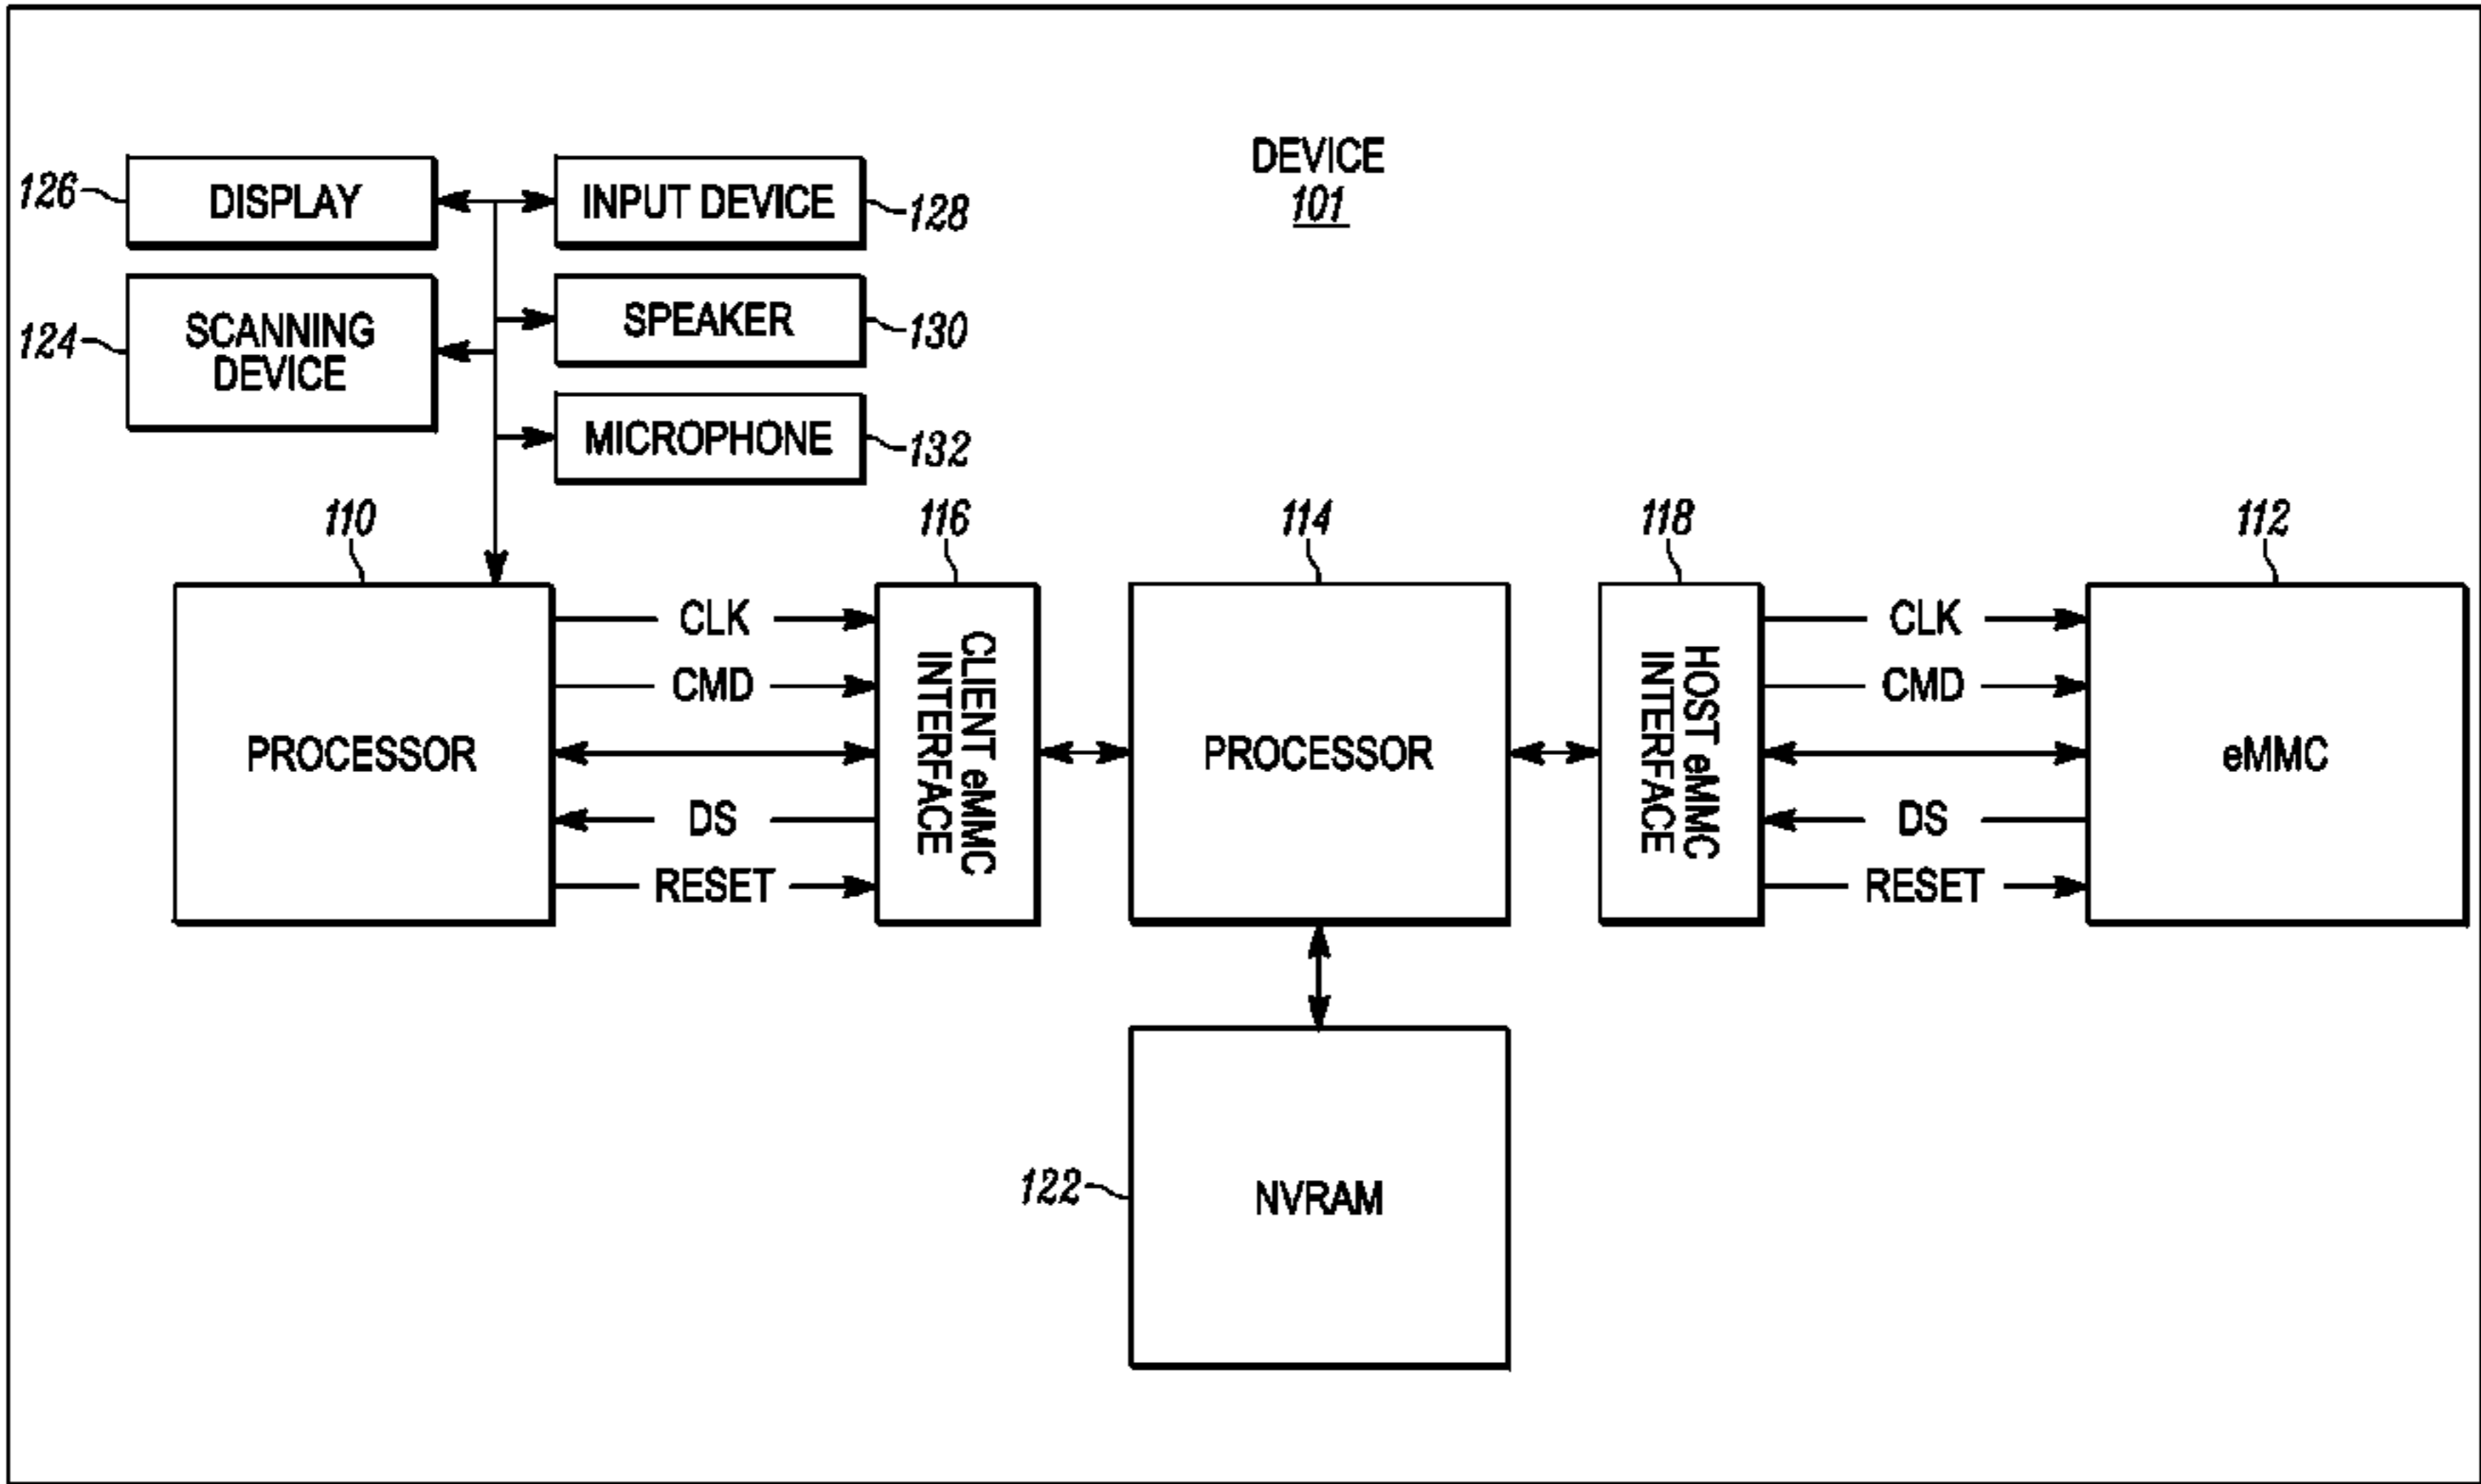 DEVICE
101
126
DISPLAY
INPUT DEVICE
128
124
SCANNING
DEVICE
SPEAKER
130
MICROPHONE
132
110
116
114
118
112
PROCESSOR
CLK
CMD
DS
RESET
CLIENT eMMC
INTERFACE
PROCESSOR
HOST eMMC
INTERFACE
CLK
CMD
DS
RESET
eMMC
122
NVRAM